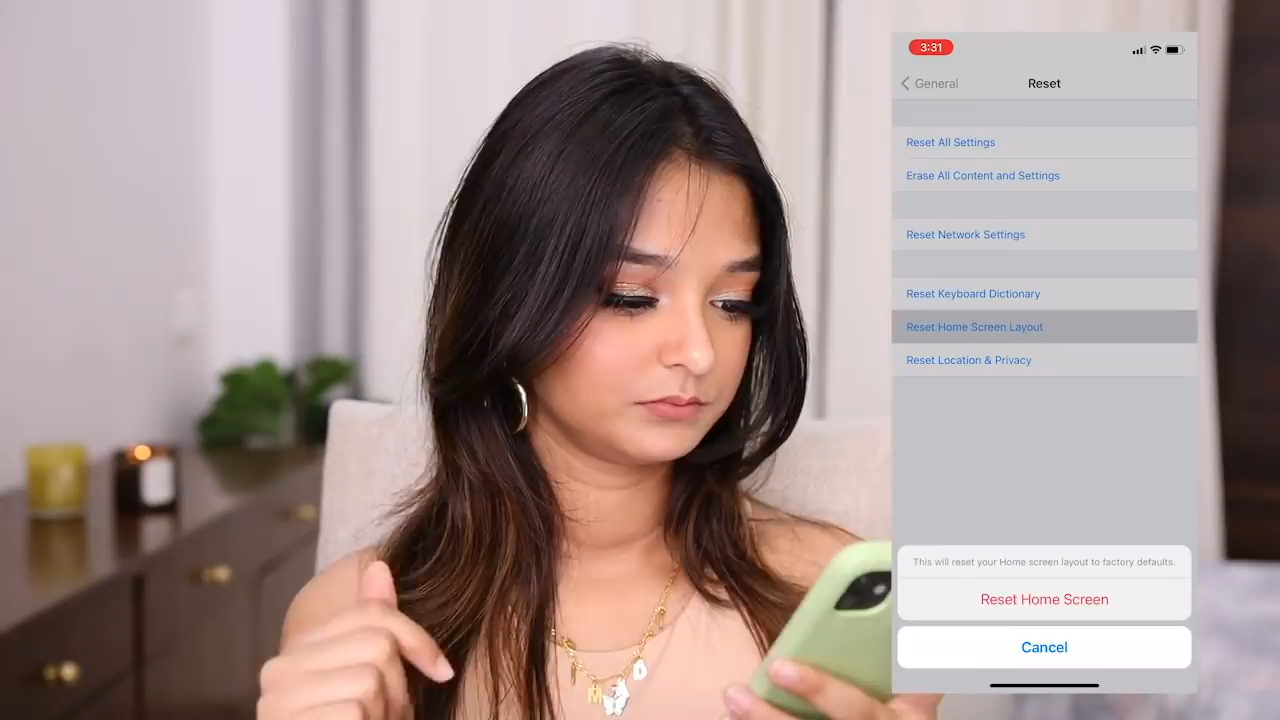 3:31
General
Reset
Reset All Settings
Erase All Content and Settings
Reset Network Settings
Reset Keyboard Dictionary
Reset Home Screen Layout
Reset Location & Privacy
This will reset your Home screen layout to factory defaults.
Reset Home Screen
Cancel
M
D